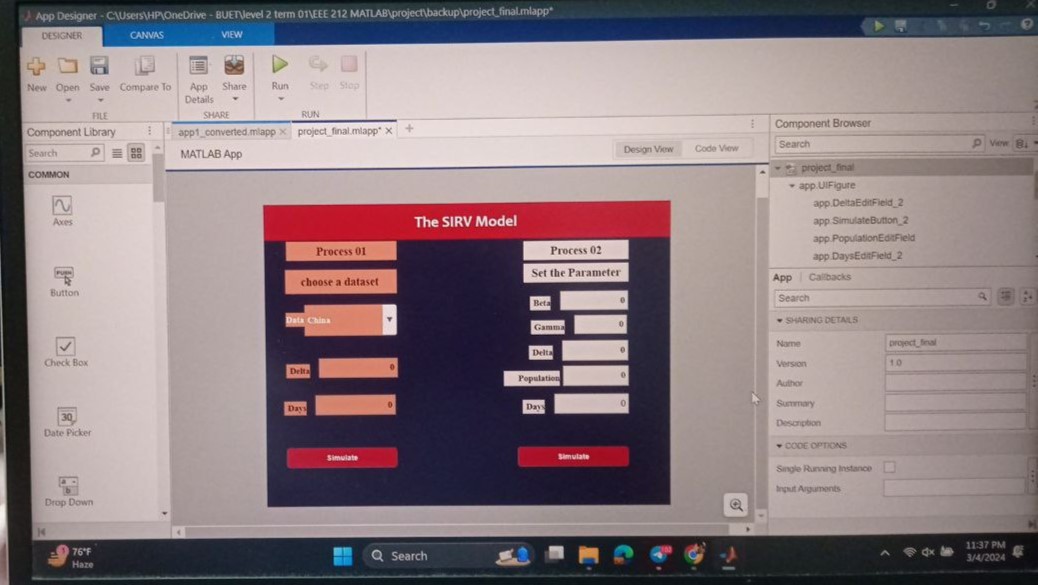 App Designer - C:\Users\HP\OneDrive - BUET\level 2 term 01\EEE 212 MATLAB\project\backup\project_final.mlapp*
DESIGNER CANVAS VIEW
New Open Save Compare To App Details Share Run Step Stop
FILE SHARE RUN
Component Library
app1_converted.mlapp project_final.mlapp*
Component Browser
Search
MATLAB App
Design View Code View
Search View
COMMON
project_final
app.UIFigure
app.DeltaEditField_2
app.SimulateButton_2
app.PopulationEditField
app.DaysEditField_2
Axes
PUSH
Button
Check Box
30
Date Picker
a
b
Drop Down
The SIRV Model
Process 01
choose a dataset
Data China
Delta 0
Days 0
Simulate
Process 02
Set the Parameter
Beta 0
Gamma 0
Delta 0
Population 0
Days 0
Simulate
App Callbacks
Search
SHARING DETAILS
Name project_final
Version 1.0
Author
Summary
Description
CODE OPTIONS
Single Running Instance
Input Arguments
1
76°F
Haze
Search
11:37 PM
3/4/2024